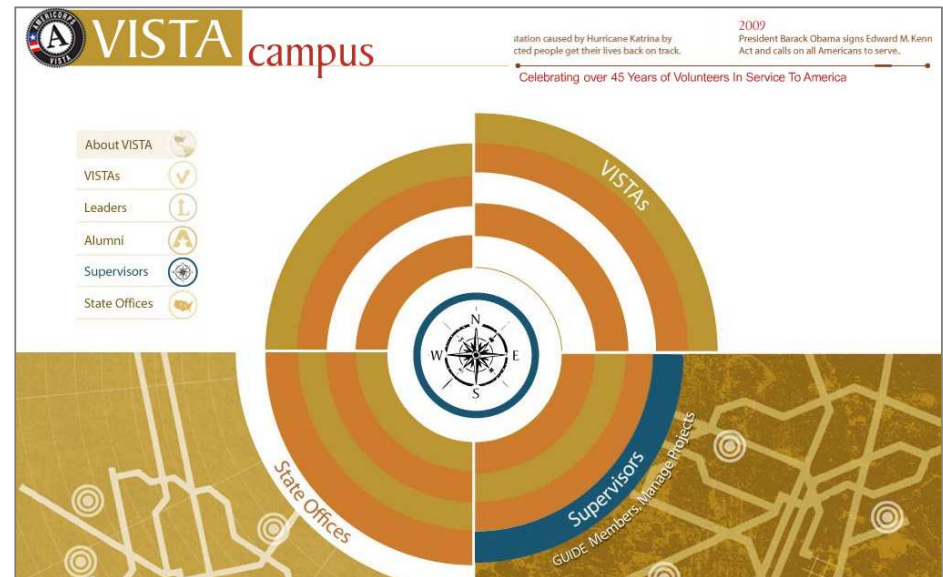 AMERICORPS
A
VISTA
VISTA campus
tation caused by Hurricane Katrina by
cted people get their lives back on track.
2009
President Barack Obama signs Edward M. Kenn
Act and calls on all Americans to serve..
Celebrating over 45 Years of Volunteers In Service To America
About VISTA
VISTAs
Leaders
L
Alumni
Supervisors
State Offices
VISTAs
N
W E
S
State Offices
Supervisors
GUIDE Members, Manage Projects